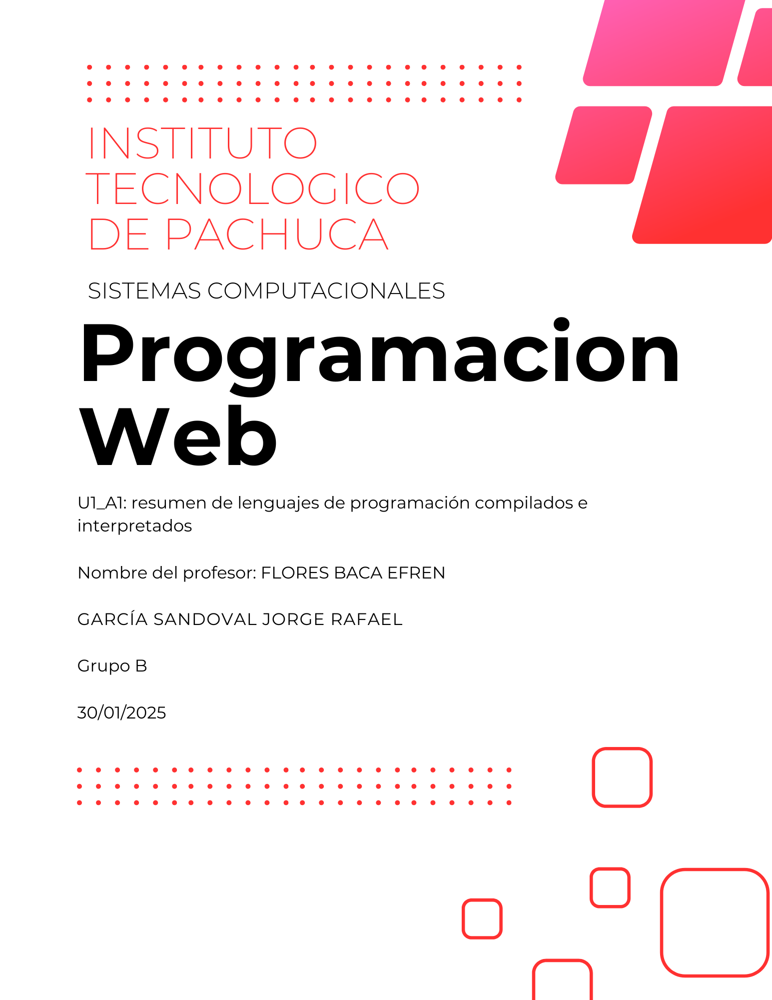 INSTITUTO
TECNOLOGICO
DE PACHUCA
SISTEMAS COMPUTACIONALES
Programacion
Web
U1_A1: resumen de lenguajes de programación compilados e
interpretados
Nombre del profesor: FLORES BACA EFREN
GARCÍA SANDOVAL JORGE RAFAEL
Grupo B
30/01/2025